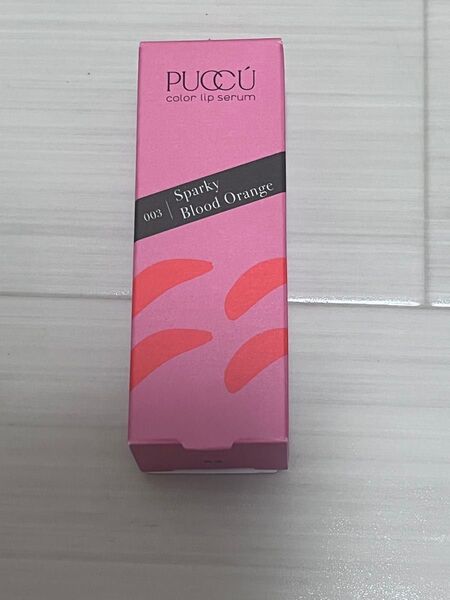 PUCCÚ
color lip serum
003
Sparky
Blood Orange